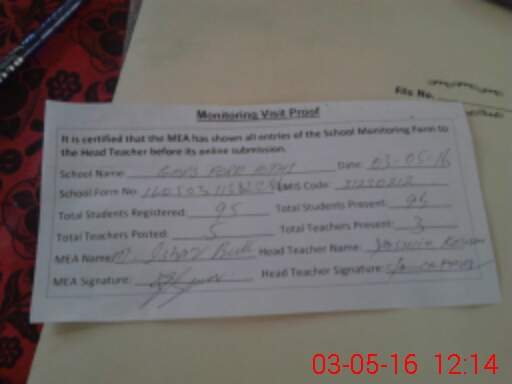 File No.
Monitoring Visit Proof
It is certified that the MEA has shown all entries of the School Monitoring Form to
the Head Teacher before its online submission.
School Name: Date: 03-05-16
School Form No: EMIS Code:
Total Students Registered: 95 Total Students Present: 95
Total Teachers Posted: 5 Total Teachers Present: 3
MEA Name: M. Head Teacher Name:
MEA Signature: Head Teacher Signature:
03-05-16 12:14